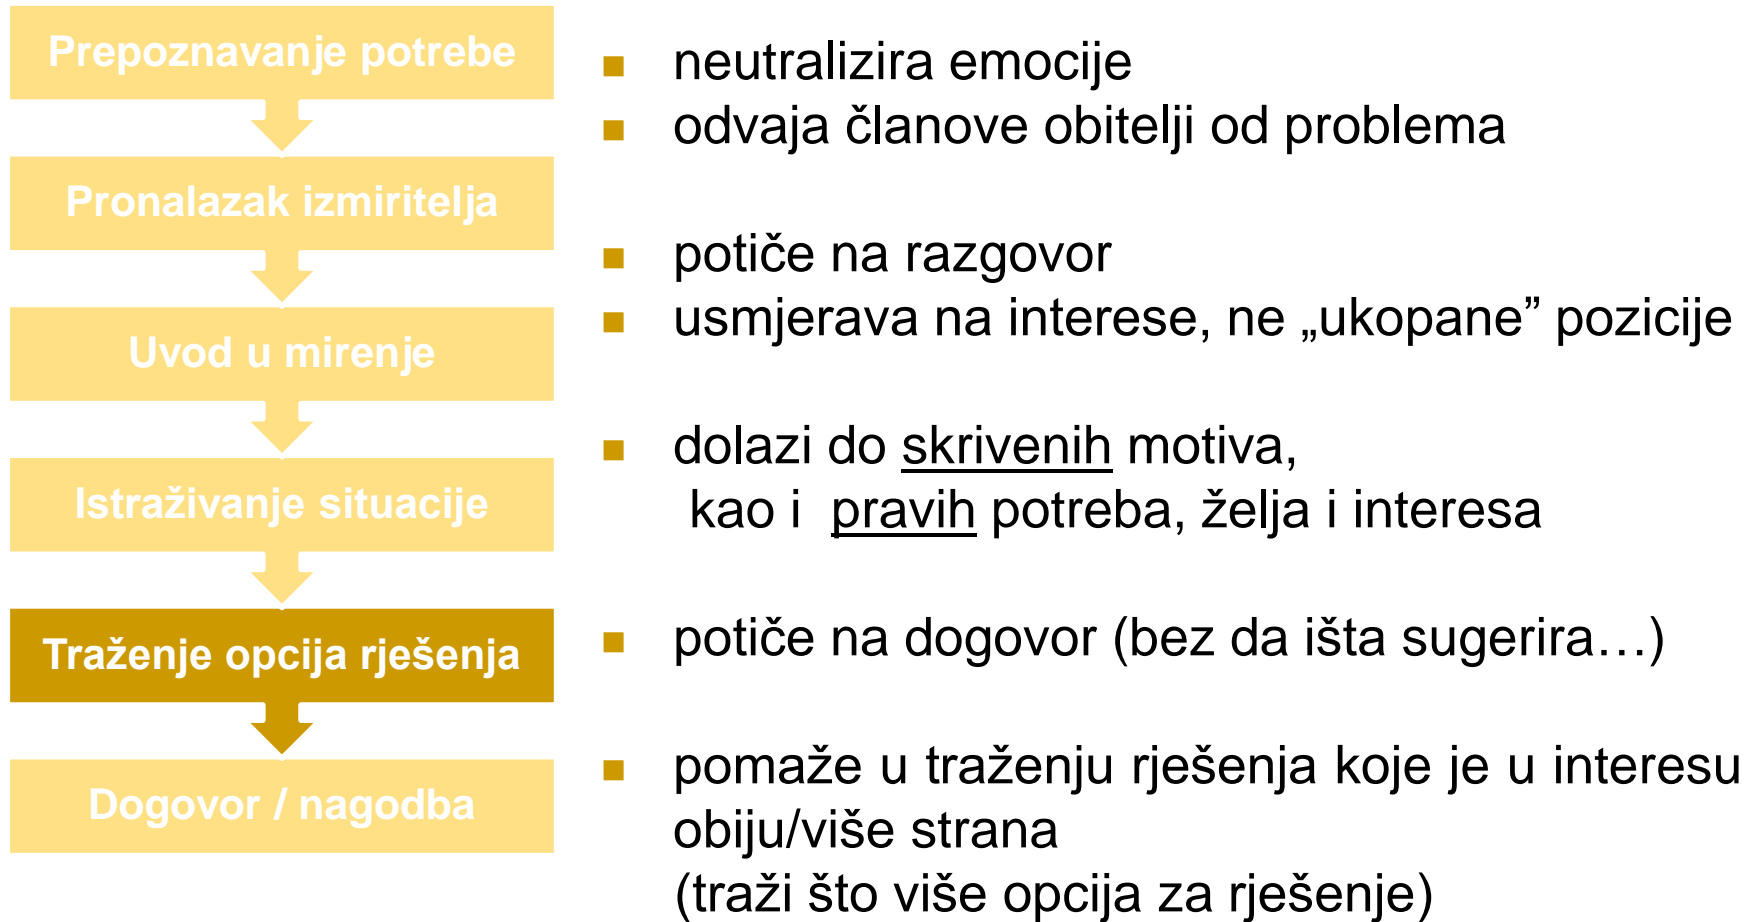 Prepoznavanje potrebe
Pronalazak izmiritelja
Uvod u mirenje
Istraživanje situacije
Traženje opcija rješenja
Dogovor / nagodba
neutralizira emocije
odvaja članove obitelji od problema
potiče na razgovor
usmjerava na interese, ne „ukopane” pozicije
dolazi do skrivenih motiva,
kao i pravih potreba, želja i interesa
potiče na dogovor (bez da išta sugerira…)
pomaže u traženju rješenja koje je u interesu
obiju/više strana
(traži što više opcija za rješenje)